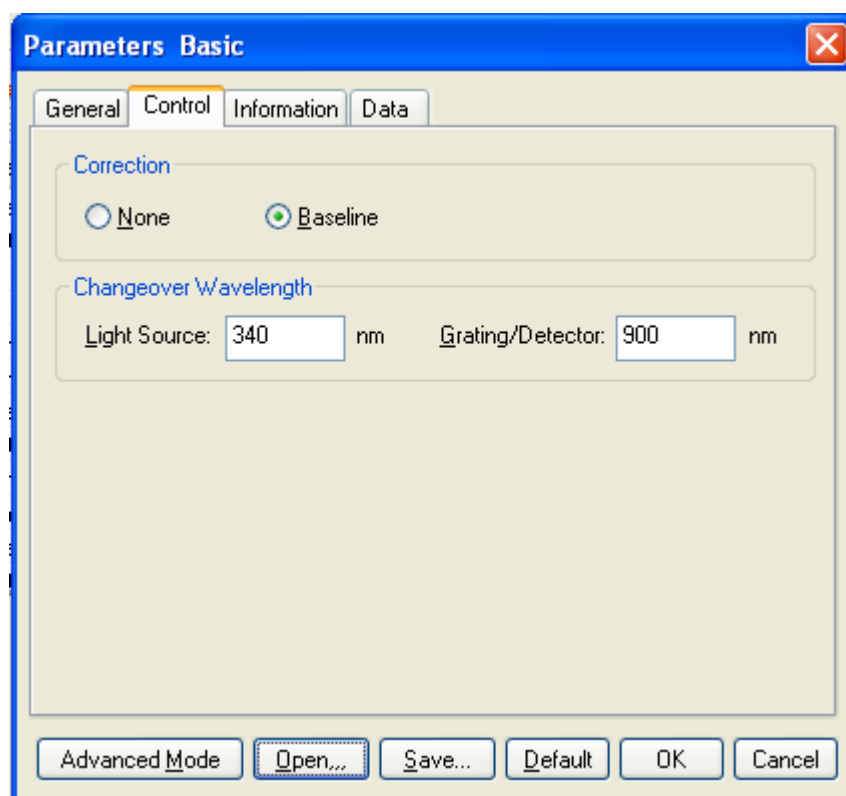 Parameters Basic
General Control Information Data
Correction
None Baseline
Changeover Wavelength
Light Source: 340 nm Grating/Detector: 900 nm
Advanced Mode Open,,, Save... Default OK Cancel